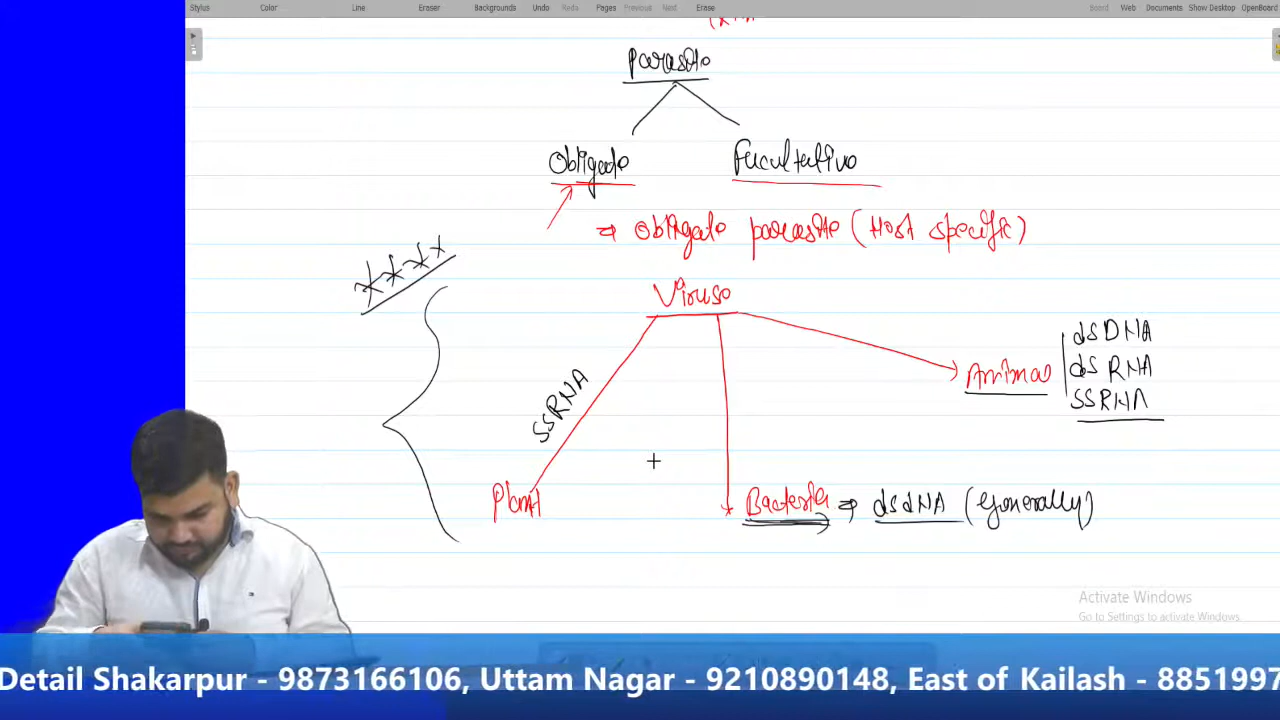 Stylus Color Line Eraser Backgrounds Undo Redo Pages Previous Next Erase Board Web Documents Show Desktop OpenBoard
Parasite
Obligate Facultative
⇒ Obligate parasite (Host specific)
xxxx
Viruse
dsDNA
Animal dsRNA
ssRNA
ssRNA
Plant Bacteria ⇒ dsdNA (Generally)
Activate Windows
Go to Settings to activate Windows.
Detail Shakarpur - 9873166106, Uttam Nagar - 9210890148, East of Kailash - 8851997